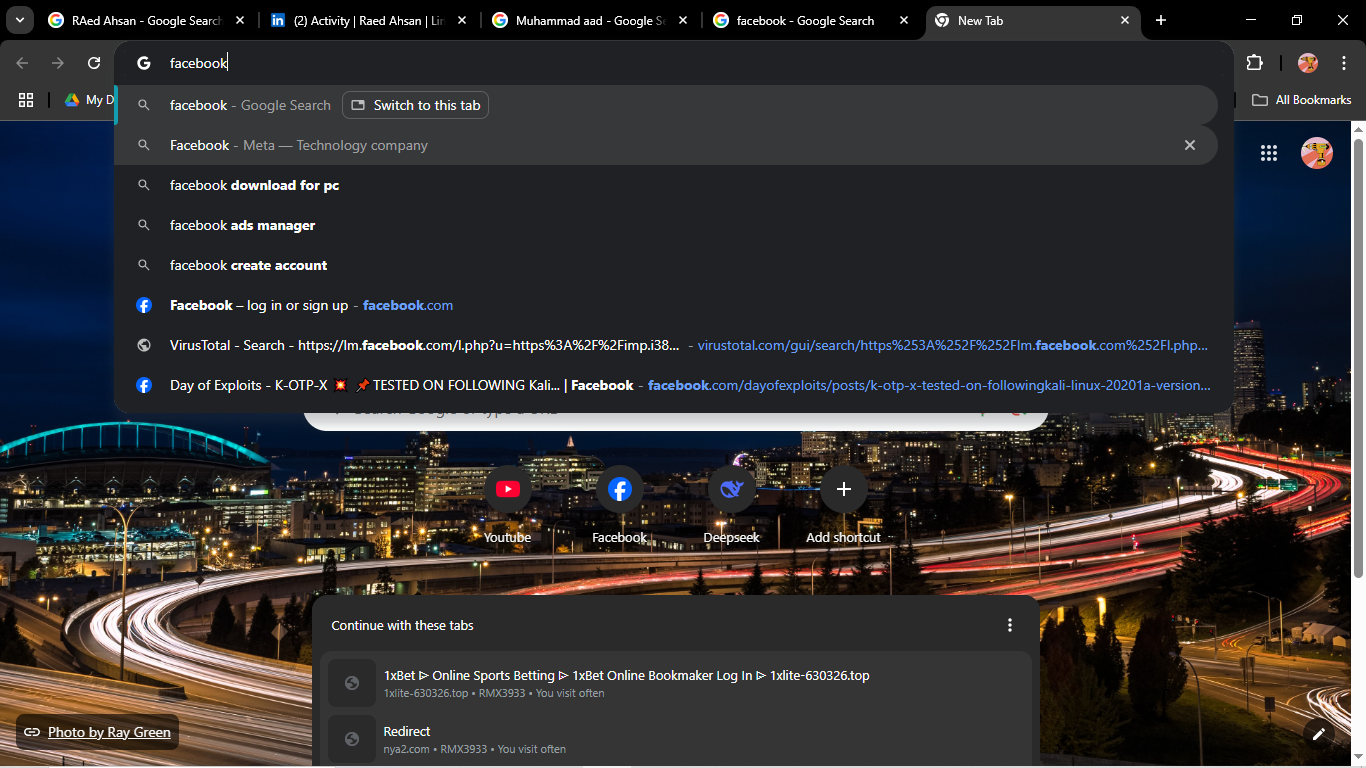 RAed Ahsan - Google Search
(2) Activity | Raed Ahsan | Lin
Muhammad aad - Google Se
facebook - Google Search
New Tab
facebook
My D
All Bookmarks
facebook - Google Search Switch to this tab
Facebook - Meta — Technology company
facebook download for pc
facebook ads manager
facebook create account
Facebook – log in or sign up - facebook.com
VirusTotal - Search - https://lm.facebook.com/l.php?u=https%3A%2F%2Fimp.i38... - virustotal.com/gui/search/https%253A%252F%252Flm.facebook.com%252Fl.php...
Day of Exploits - K-OTP-X 💥 📌 TESTED ON FOLLOWING Kali... | Facebook - facebook.com/dayofexploits/posts/k-otp-x-tested-on-followingkali-linux-20201a-version...
Search Google or type a URL
Youtube
Facebook
Deepseek
Add shortcut
Continue with these tabs
1xBet ᐉ Online Sports Betting ᐉ 1xBet Online Bookmaker Log In ᐉ 1xlite-630326.top
1xlite-630326.top • RMX3933 • You visit often
Redirect
nya2.com • RMX3933 • You visit often
Photo by Ray Green